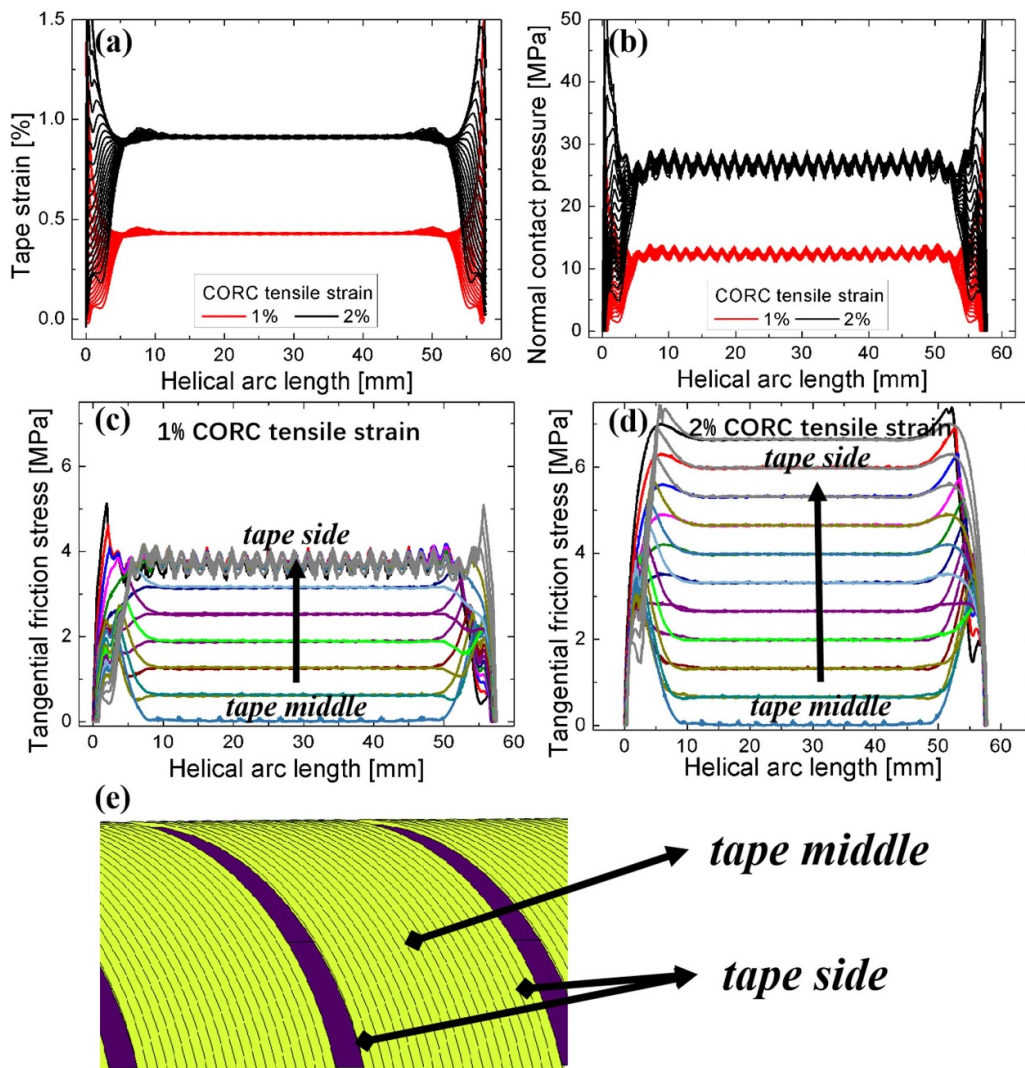 (a)
1.5
1.0
0.5
0.0
Tape strain [%]
CORC tensile strain
1% 2%
0 10 20 30 40 50 60
Helical arc length [mm]
(b)
50
40
30
20
10
0
Normal contact pressure [MPa]
CORC tensile strain
1% 2%
0 10 20 30 40 50 60
Helical arc length [mm]
(c)
1% CORC tensile strain
6
4
2
0
Tangential friction stress [MPa]
tape side
tape middle
0 10 20 30 40 50 60
Helical arc length [mm]
(d)
2% CORC tensile strain
6
4
2
0
Tangential friction stress [MPa]
tape side
tape middle
0 10 20 30 40 50 60
Helical arc length [mm]
(e)
tape middle
tape side